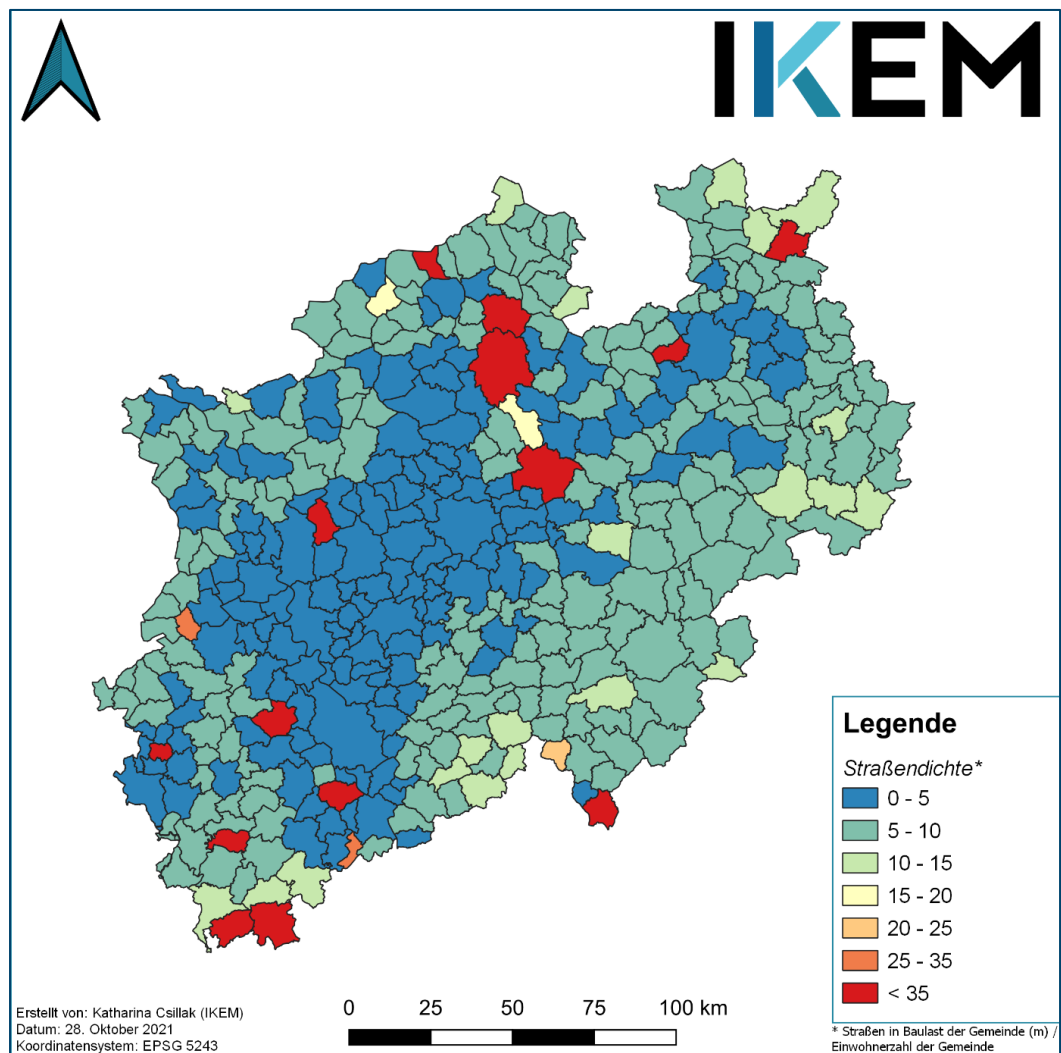 IKEM
Legende
Straßendichte*
0 - 5
5 - 10
10 - 15
15 - 20
20 - 25
25 - 35
< 35
0 25 50 75 100 km
Erstellt von: Katharina Csillak (IKEM)
Datum: 28. Oktober 2021
Koordinatensystem: EPSG 5243
* Straßen in Baulast der Gemeinde (m) /
Einwohnerzahl der Gemeinde